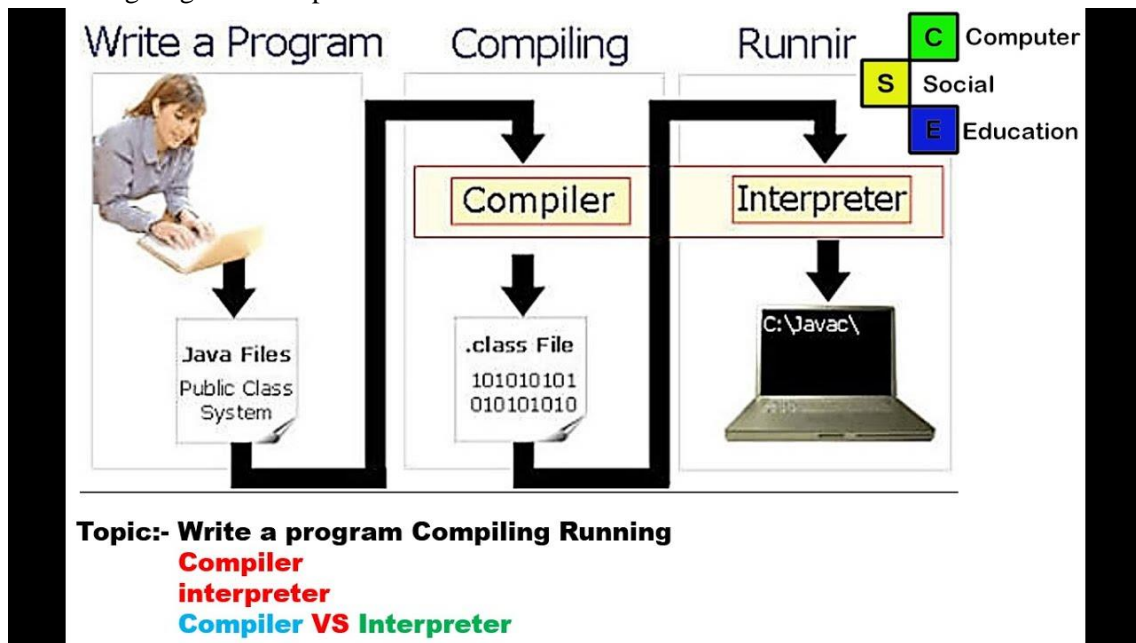 Write a Program
Compiling
Runnir
C Computer
S Social
E Education
Compiler
Interpreter
Java Files
Public Class
System
.class File
101010101
010101010
C:\Javac\
Topic:- Write a program Compiling Running
Compiler
interpreter
Compiler VS Interpreter